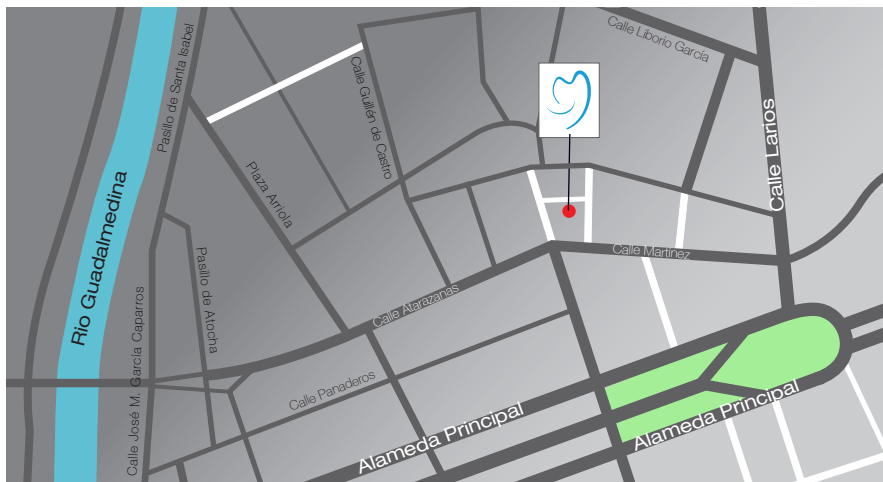 Calle Liborio García
Pasillo de Santa Isabel
Calle Guillén de Castro
Calle Larios
Plaza Arriola
Rio Guadalmedina
Pasillo de Atocha
Calle Martínez
Calle Atarazanas
Calle José M. García Caparros
Calle Panaderos
Alameda Principal
Alameda Principal